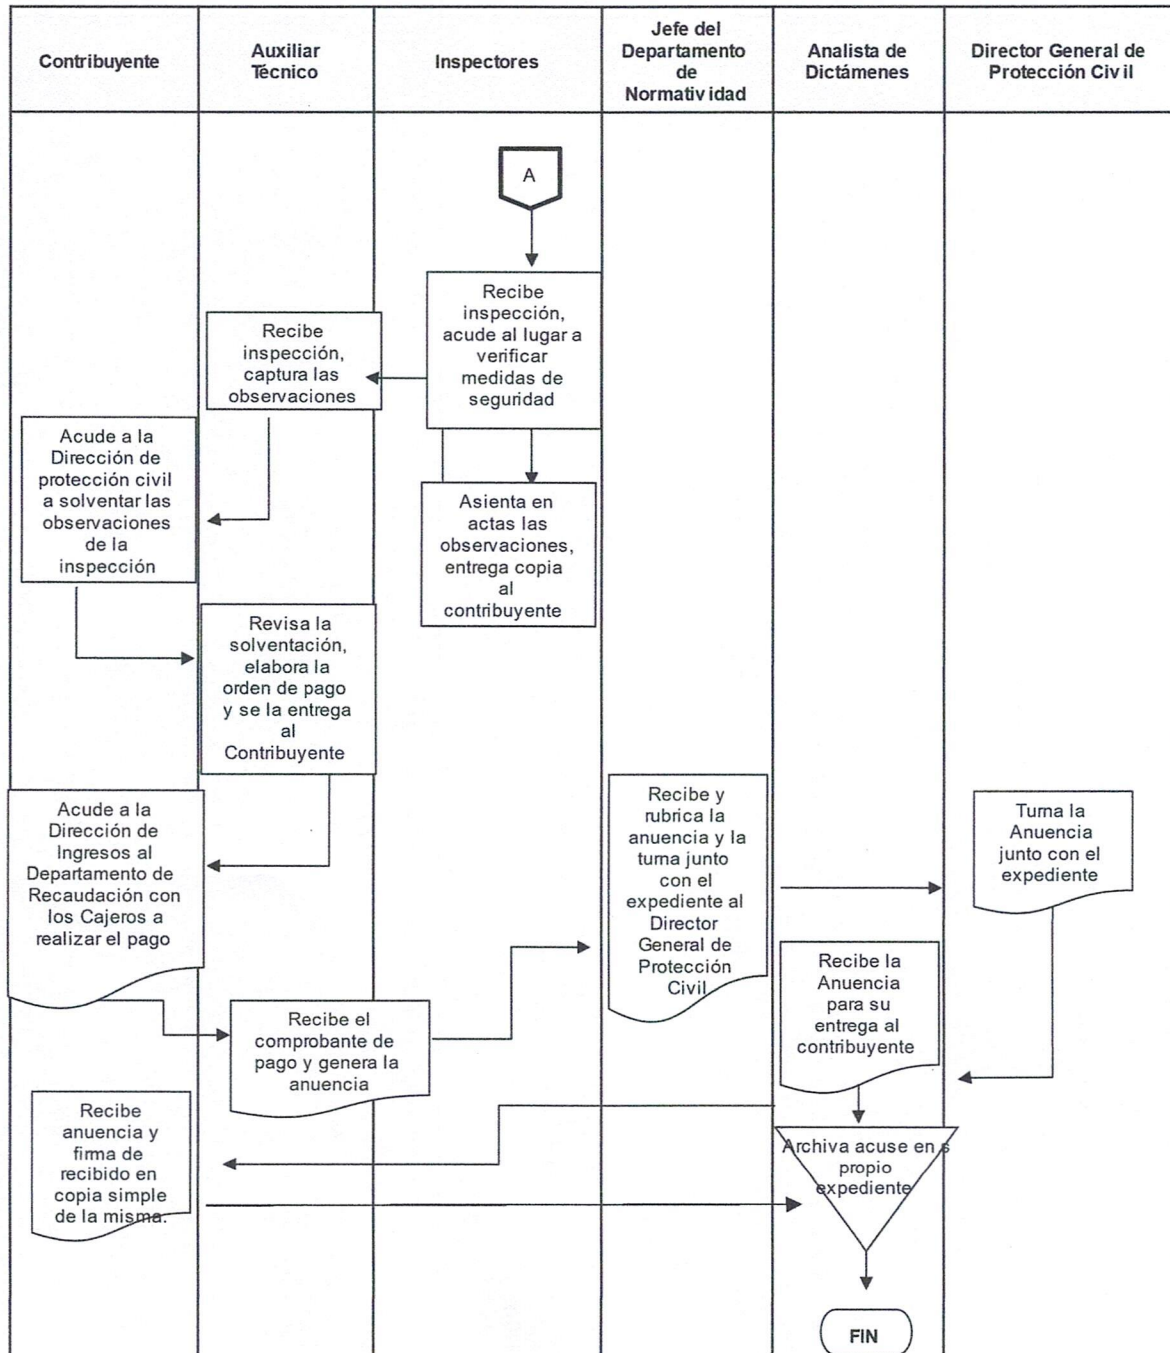 Contribuyente
Auxiliar
Técnico
Inspectores
Jefe del
Departamento
de
Normatividad
Analista de
Dictámenes
Director General de
Protección Civil
A
Recibe
inspección,
acude al lugar a
verificar
medidas de
seguridad
Recibe
inspección,
captura las
observaciones
Acude a la
Dirección de
protección civil
a solventar las
observaciones
de la
inspección
Asienta en
actas las
observaciones,
entrega copia
al
contribuyente
Revisa la
solventación,
elabora la
orden de pago
y se la entrega
al
Contribuyente
Acude a la
Dirección de
Ingresos al
Departamento de
Recaudación con
los Cajeros a
realizar el pago
Recibe y
rubrica la
anuencia y la
turna junto
con el
expediente al
Director
General de
Protección
Civil
Turna la
Anuencia
junto con el
expediente
Recibe la
Anuencia
para su
entrega al
contribuyente
Recibe el
comprobante de
pago y genera la
anuencia
Recibe
anuencia y
firma de
recibido en
copia simple
de la misma.
Archiva acuse en s
propio
expediente
FIN